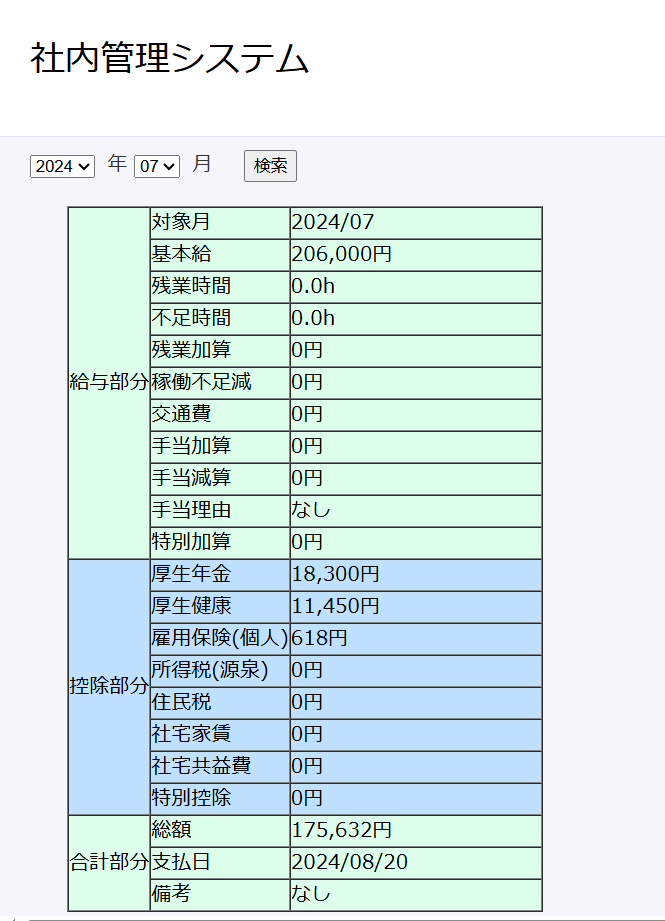 社内管理システム
2024 年 07 月 検索
給与部分
対象月 2024/07
基本給 206,000円
残業時間 0.0h
不足時間 0.0h
残業加算 0円
稼働不足減 0円
交通費 0円
手当加算 0円
手当減算 0円
手当理由 なし
特別加算 0円
控除部分
厚生年金 18,300円
厚生健康 11,450円
雇用保険(個人) 618円
所得税(源泉) 0円
住民税 0円
社宅家賃 0円
社宅共益費 0円
特別控除 0円
合計部分
総額 175,632円
支払日 2024/08/20
備考 なし